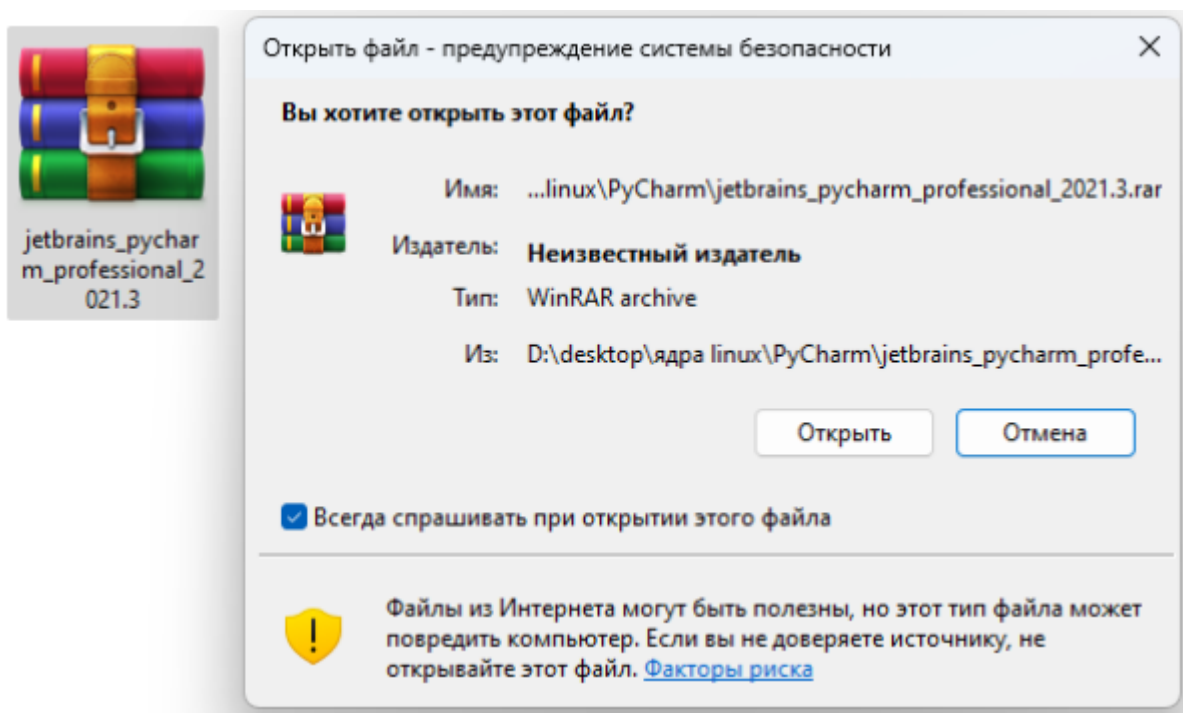 jetbrains_pychar
m_professional_2
021.3
Открыть файл - предупреждение системы безопасности
Вы хотите открыть этот файл?
Имя: ...linux\PyCharm\jetbrains_pycharm_professional_2021.3.rar
Издатель: Неизвестный издатель
Тип: WinRAR archive
Из: D:\desktop\ядра linux\PyCharm\jetbrains_pycharm_profe...
Открыть Отмена
Всегда спрашивать при открытии этого файла
Файлы из Интернета могут быть полезны, но этот тип файла может
повредить компьютер. Если вы не доверяете источнику, не
открывайте этот файл. Факторы риска